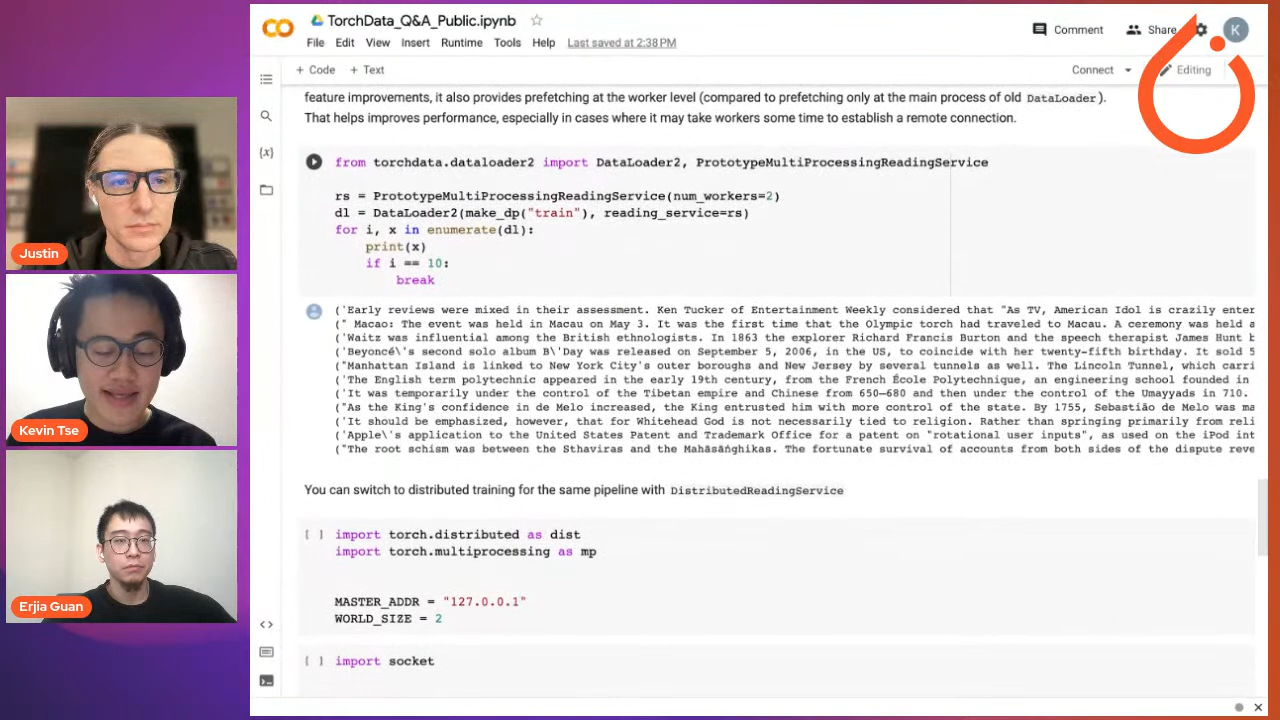 TorchData_Q&A_Public.ipynb
File Edit View Insert Runtime Tools Help Last saved at 2:38 PM
Comment
Share
K
+ Code + Text
Connect
Editing
feature improvements, it also provides prefetching at the worker level (compared to prefetching only at the main process of old DataLoader).
That helps improves performance, especially in cases where it may take workers some time to establish a remote connection.
from torchdata.dataloader2 import DataLoader2, PrototypeMultiProcessingReadingService
rs = PrototypeMultiProcessingReadingService(num_workers=2)
dl = DataLoader2(make_dp("train"), reading_service=rs)
for i, x in enumerate(dl):
print(x)
if i == 10:
break
('Early reviews were mixed in their assessment. Ken Tucker of Entertainment Weekly considered that "As TV, American Idol is crazily enter
(" Macao: The event was held in Macau on May 3. It was the first time that the Olympic torch had traveled to Macau. A ceremony was held a
('Waitz was influential among the British ethnologists. In 1863 the explorer Richard Francis Burton and the speech therapist James Hunt b
('Beyoncé\'s second solo album B\'Day was released on September 5, 2006, in the US, to coincide with her twenty-fifth birthday. It sold 5
("Manhattan Island is linked to New York City's outer boroughs and New Jersey by several tunnels as well. The Lincoln Tunnel, which carri
('The English term polytechnic appeared in the early 19th century, from the French École Polytechnique, an engineering school founded in
('It was temporarily under the control of the Tibetan empire and Chinese from 650–680 and then under the control of the Umayyads in 710.
("As the King's confidence in de Melo increased, the King entrusted him with more control of the state. By 1755, Sebastião de Melo was ma
('It should be emphasized, however, that for Whitehead God is not necessarily tied to religion. Rather than springing primarily from reli
('Apple\'s application to the United States Patent and Trademark Office for a patent on "rotational user inputs", as used on the iPod int
("The root schism was between the Sthaviras and the Mahāsāṅghikas. The fortunate survival of accounts from both sides of the dispute reve
You can switch to distributed training for the same pipeline with DistributedReadingService
[ ] import torch.distributed as dist
import torch.multiprocessing as mp
MASTER_ADDR = "127.0.0.1"
WORLD_SIZE = 2
[ ] import socket
Justin
Kevin Tse
Erjia Guan